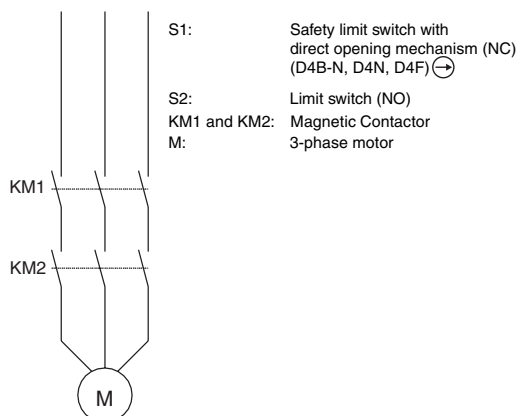 S1: Safety limit switch with
direct opening mechanism (NC)
(D4B-N, D4N, D4F)
S2: Limit switch (NO)
KM1 and KM2: Magnetic Contactor
M: 3-phase motor
KM1
KM2
M